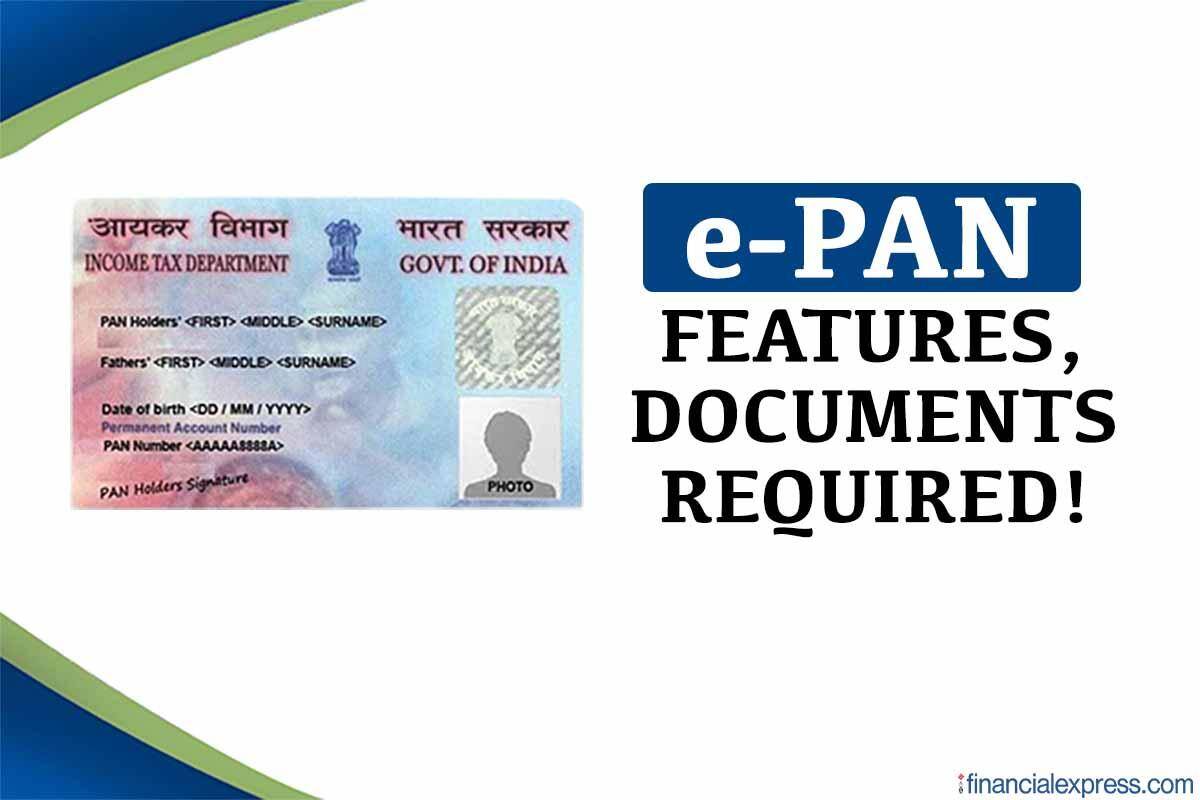 आयकर विभाग
भारत सरकार
INCOME TAX DEPARTMENT
GOVT. OF INDIA
PAN Holders' <FIRST> <MIDDLE> <SURNAME>
Fathers' <FIRST> <MIDDLE> <SURNAME>
Date of birth <DD / MM / YYYY>
Permanent Account Number
PAN Number <AAAAA8888A>
PAN Holders Signature
PHOTO
e-PAN
FEATURES,
DOCUMENTS
REQUIRED!
financialexpress.com